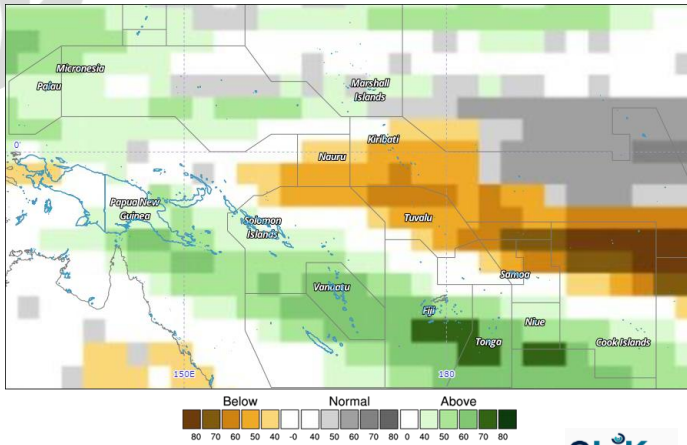 Micronesia
Palau
Marshall
Islands
Kiribati
0
Nauru
Papua New
Guinea
Solomon
Islands
Tuvalu
Samoa
Vanuatu
Fiji
Niue
Tonga
Cook Islands
150E
180
Below Normal Above
80 70 60 50 40 -0 40 50 60 70 80 0 40 50 60 70 80